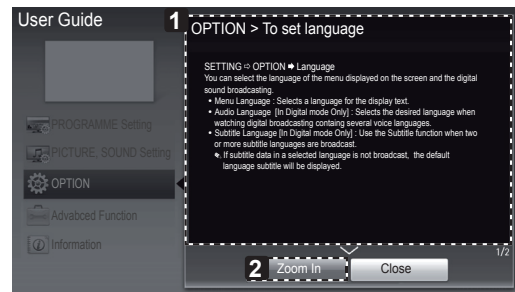 User Guide
1
OPTION > To set language
SETTING ⇨ OPTION ➡ Language
You can select the language of the menu displayed on the screen and the digital
sound broadcasting.
• Menu Language : Selects a language for the display text.
• Audio Language [In Digital mode Only] : Selects the desired language when
watching digital broadcasting containg several voice languages.
• Subtitle Language [In Digital mode Only] : Use the Subtitle function when two
or more subtitle languages are broadcast.
If subtitle data in a selected language is not broadcast, the default
language subtitle will be displayed.
PROGRAMME Setting
PICTURE, SOUND Setting
OPTION
Advabced Function
Information
1/2
2
Zoom In
Close